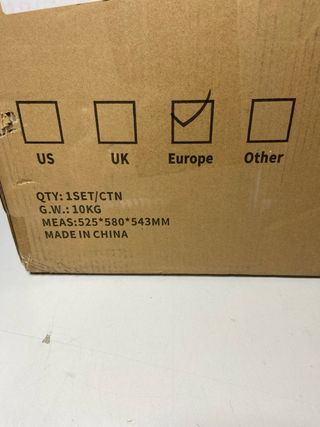 US UK Europe Other
QTY: 1SET/CTN
G.W.: 10KG
MEAS:525*580*543MM
MADE IN CHINA